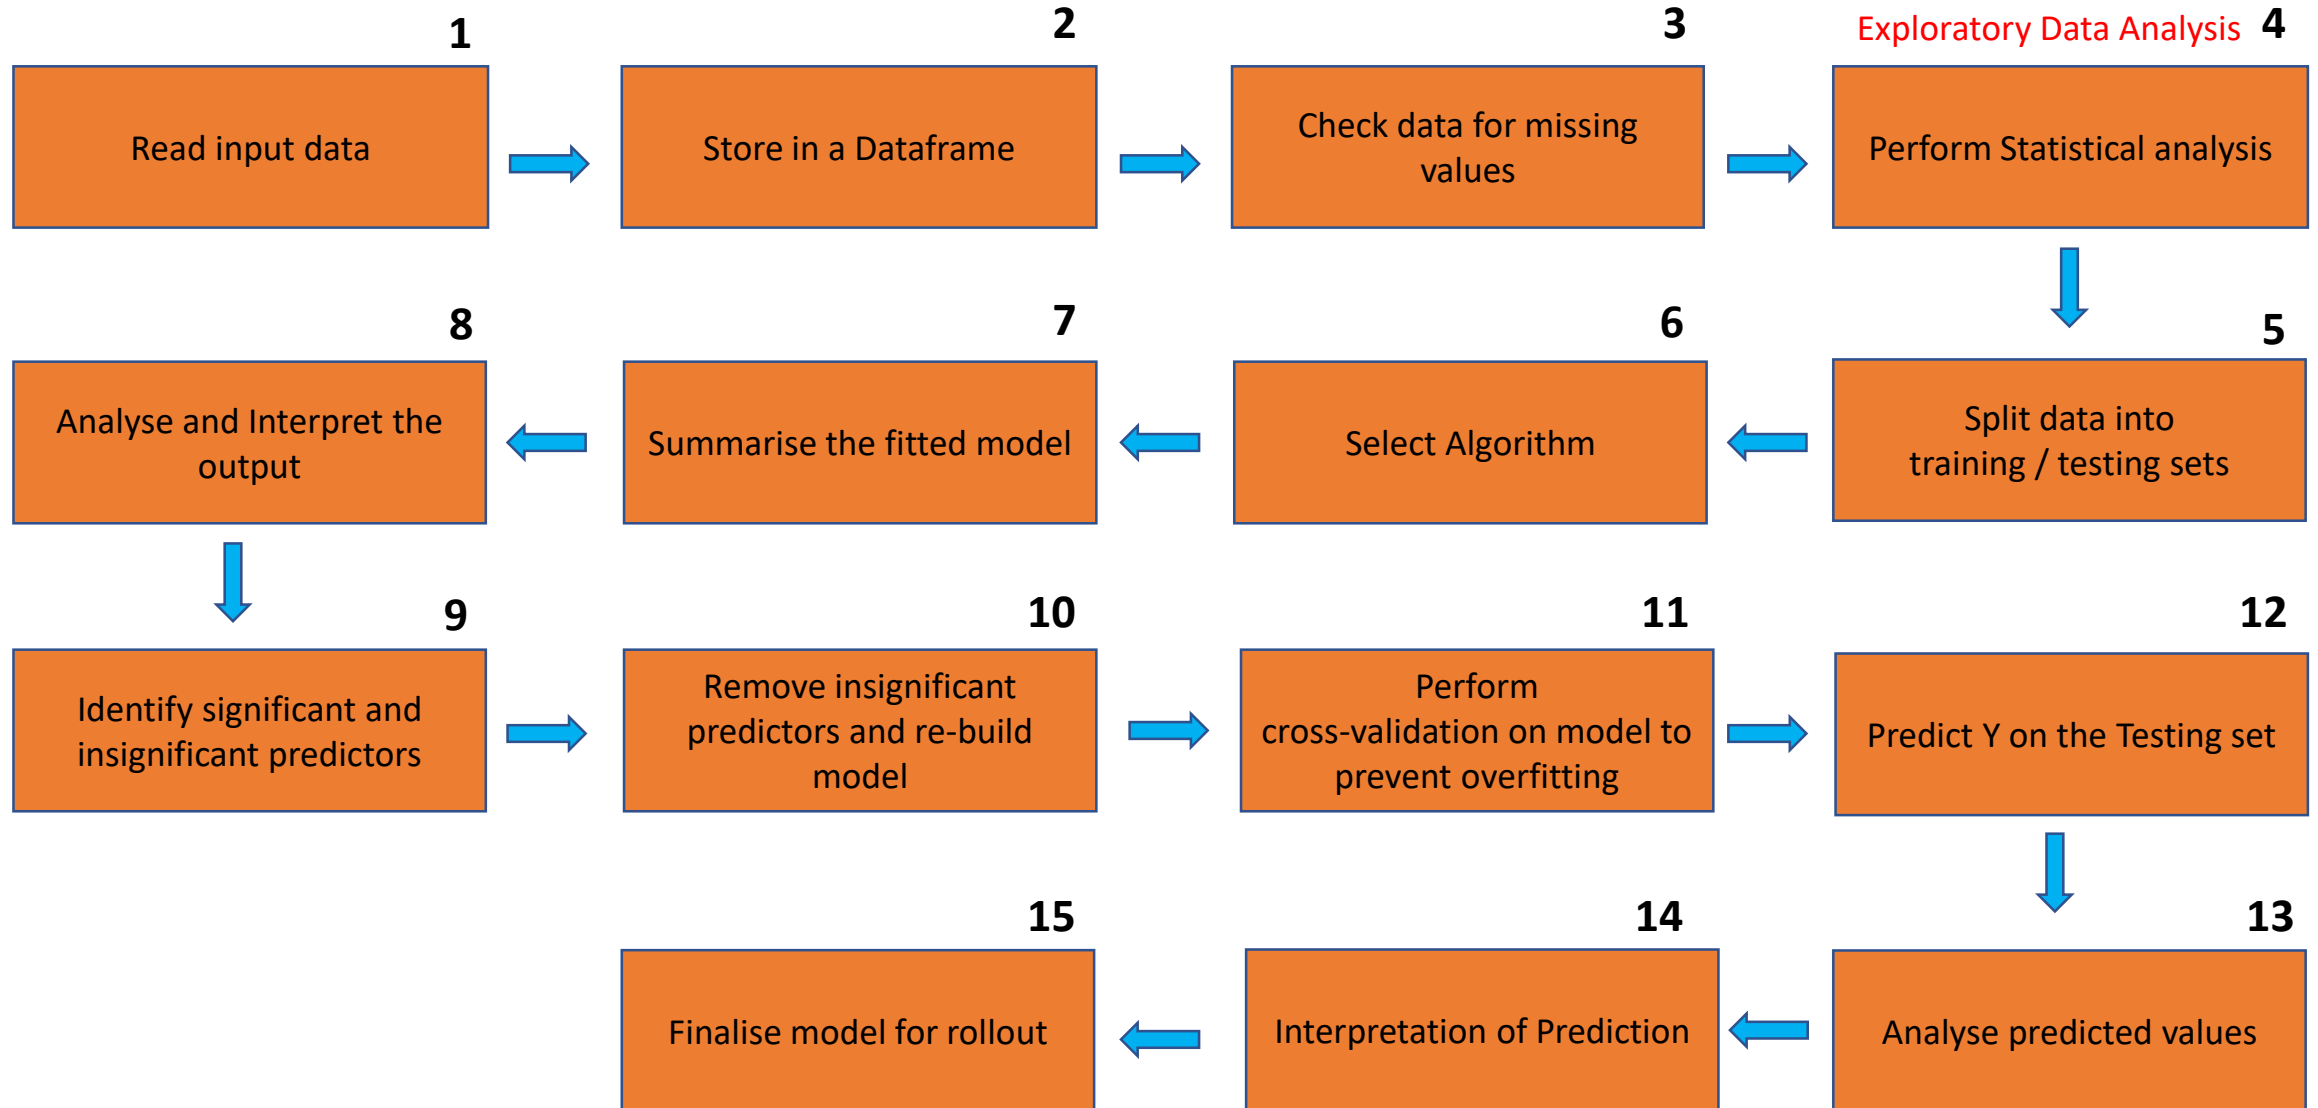 1
Read input data
2
Store in a Dataframe
3
Check data for missing
values
Exploratory Data Analysis 4
Perform Statistical analysis
5
Split data into
training / testing sets
6
Select Algorithm
7
Summarise the fitted model
8
Analyse and Interpret the
output
9
Identify significant and
insignificant predictors
10
Remove insignificant
predictors and re-build
model
11
Perform
cross-validation on model to
prevent overfitting
12
Predict Y on the Testing set
13
Analyse predicted values
14
Interpretation of Prediction
15
Finalise model for rollout